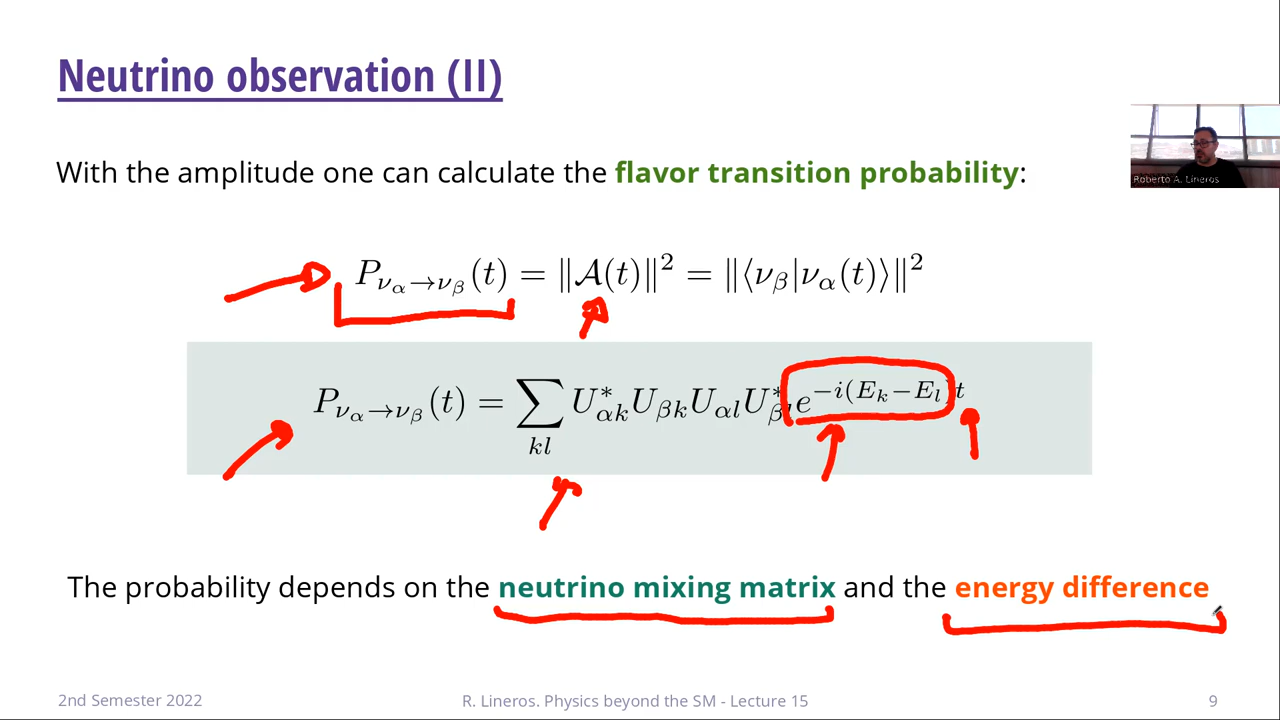 Neutrino observation (II)
With the amplitude one can calculate the flavor transition probability:
Roberto A. Lineros
P_{ν_α→ν_β}(t) = ‖𝒜(t)‖² = ‖⟨ν_β|ν_α(t)⟩‖²
P_{ν_α→ν_β}(t) = ∑_{kl} U*_{αk} U_{βk} U_{αl} U*_{βl} e^{−i(E_k−E_l)t}
The probability depends on the neutrino mixing matrix and the energy difference
2nd Semester 2022
R. Lineros. Physics beyond the SM - Lecture 15
9